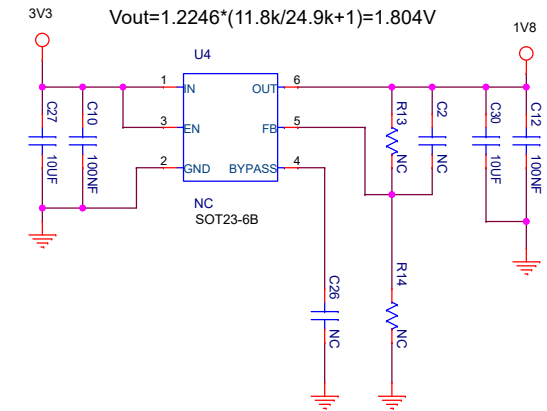 Vout=1.2246*(11.8k/24.9k+1)=1.804V
3V3
1V8
U4
1
IN
OUT
6
3
EN
FB
5
2
GND
BYPASS
4
NC
SOT23-6B
C27
10UF
C10
100NF
R13
NC
C2
NC
C30
10UF
C12
100NF
C26
NC
R14
NC